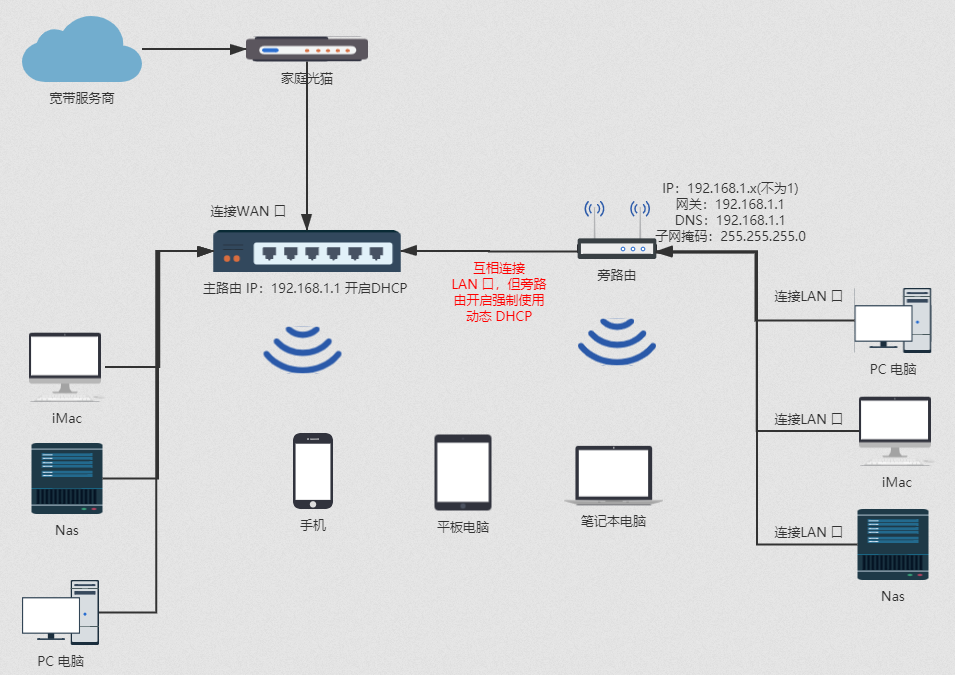 宽带服务商
家庭光猫
连接WAN 口
主路由 IP：192.168.1.1 开启DHCP
互相连接
LAN 口，但旁路
由开启强制使用
动态 DHCP
IP：192.168.1.x(不为1)
网关：192.168.1.1
DNS：192.168.1.1
子网掩码：255.255.255.0
旁路由
连接LAN 口
PC 电脑
连接LAN 口
iMac
连接LAN 口
Nas
iMac
Nas
PC 电脑
手机
平板电脑
笔记本电脑